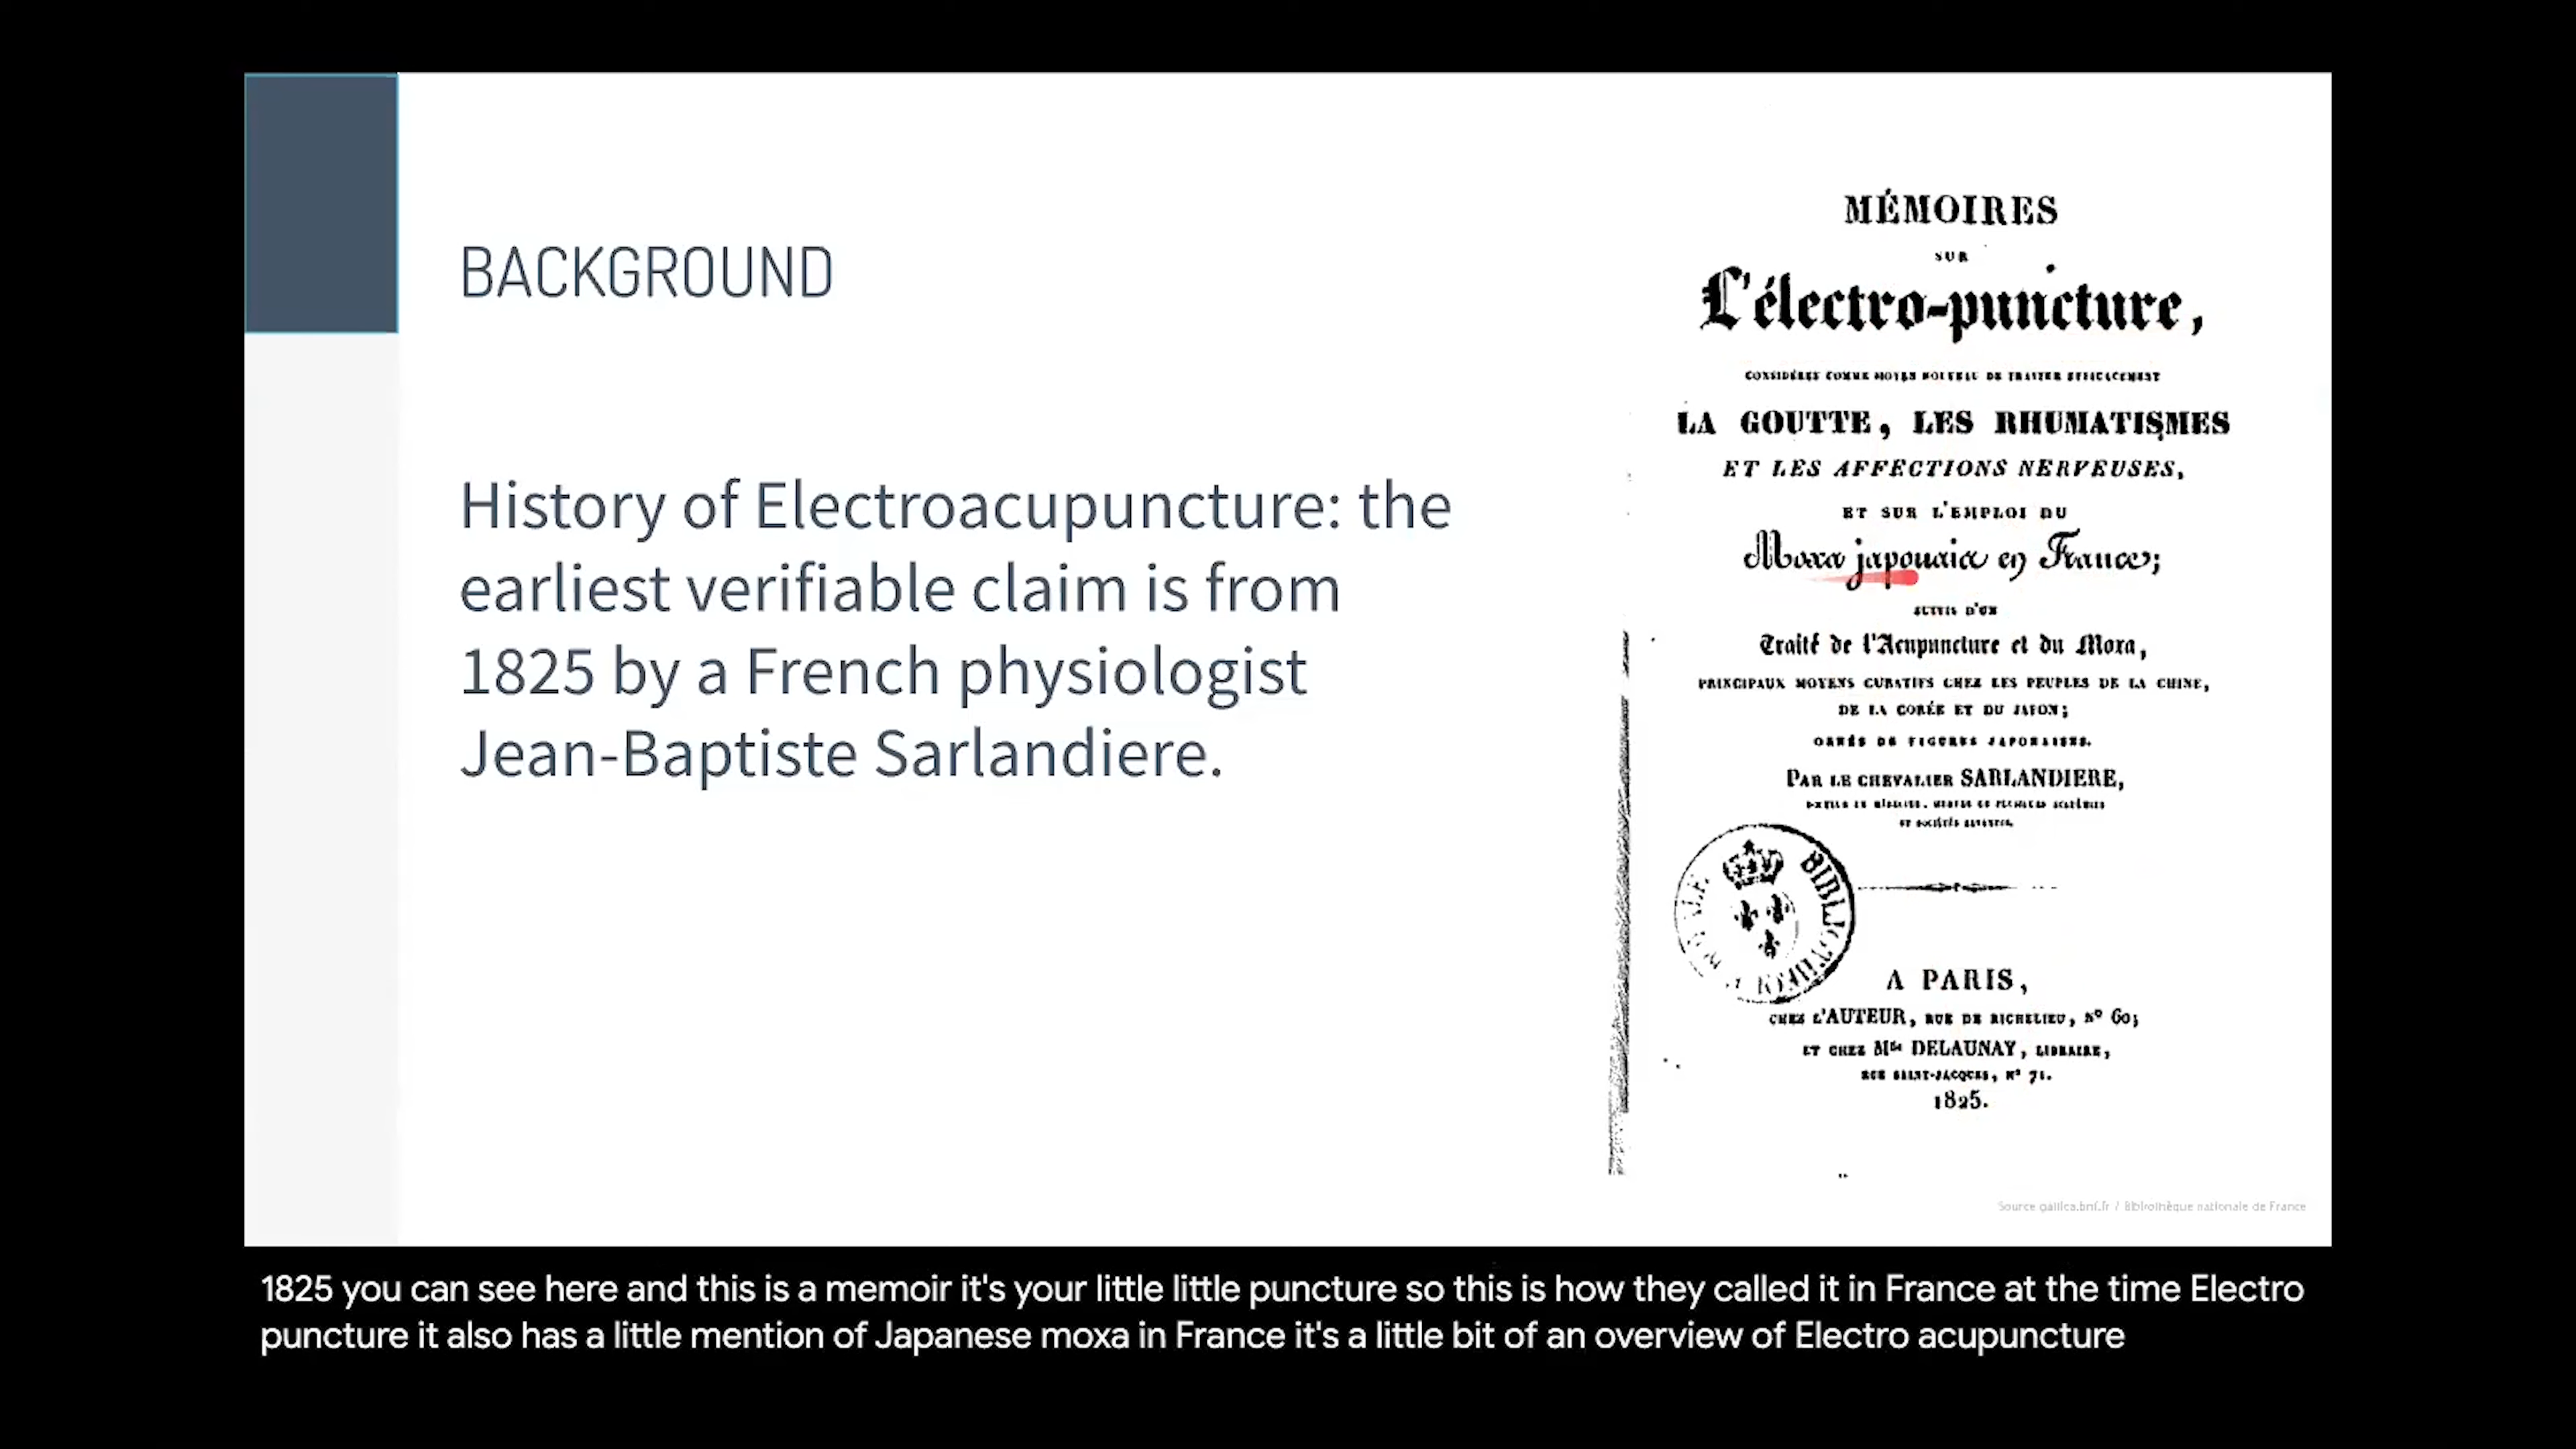 BACKGROUND
History of Electroacupuncture: the
earliest verifiable claim is from
1825 by a French physiologist
Jean-Baptiste Sarlandiere.
MÉMOIRES
SUR
L'électro-puncture,
CONSIDÉRÉE COMME MOYEN NOUVEAU DE TRAITER EFFICACEMENT
LA GOUTTE, LES RHUMATISMES
ET LES AFFECTIONS NERVEUSES,
ET SUR L'EMPLOI DU
Moxa japonais en France;
SUIVIS D'UN
Traité de l'Acupuncture et du Moxa,
PRINCIPAUX MOYENS CURATIFS CHEZ LES PEUPLES DE LA CHINE,
DE LA CORÉE ET DU JAPON;
ORNÉS DE FIGURES JAPONAISES.
PAR LE CHEVALIER SARLANDIERE,
ET SOCIÉTÉS SAVANTES.
A PARIS,
CHEZ L'AUTEUR, RUE DE RICHELIEU, Nº 60;
ET CHEZ Mlle DELAUNAY, LIBRAIRE,
RUE SAINT-JACQUES, Nº 71.
1825.
Source gallica.bnf.fr / Bibliothèque nationale de France
1825 you can see here and this is a memoir it's your little little puncture so this is how they called it in France at the time Electro
puncture it also has a little mention of Japanese moxa in France it's a little bit of an overview of Electro acupuncture